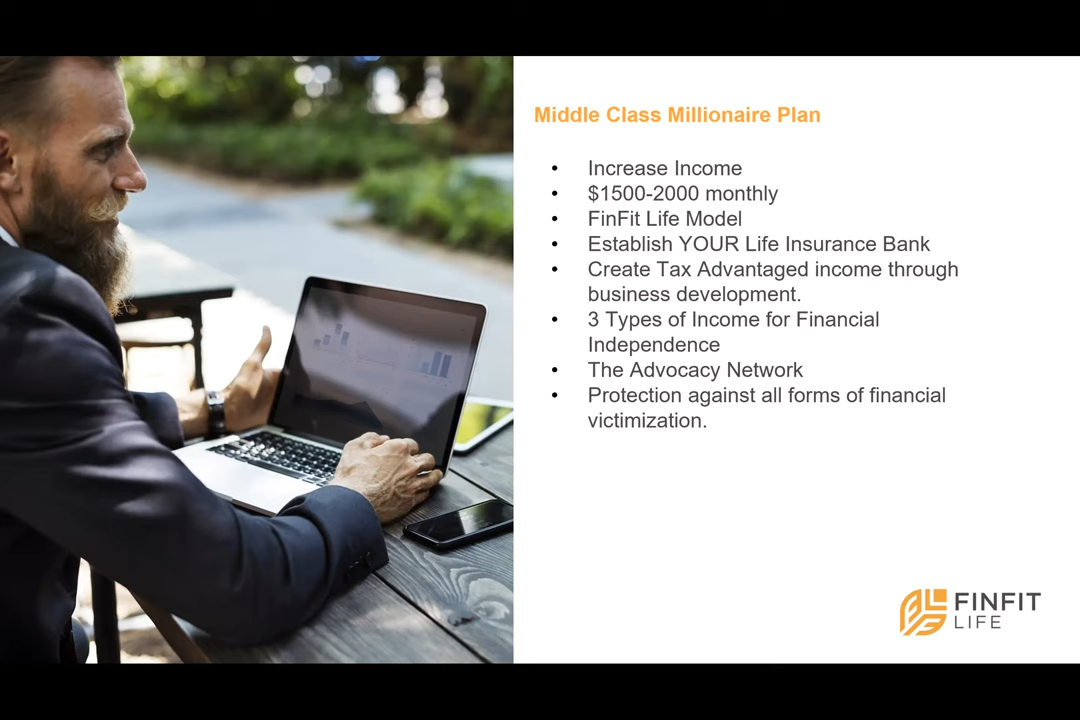 Middle Class Millionaire Plan
• Increase Income
• $1500-2000 monthly
• FinFit Life Model
• Establish YOUR Life Insurance Bank
• Create Tax Advantaged income through
business development.
• 3 Types of Income for Financial
Independence
• The Advocacy Network
• Protection against all forms of financial
victimization.
FINFIT
LIFE